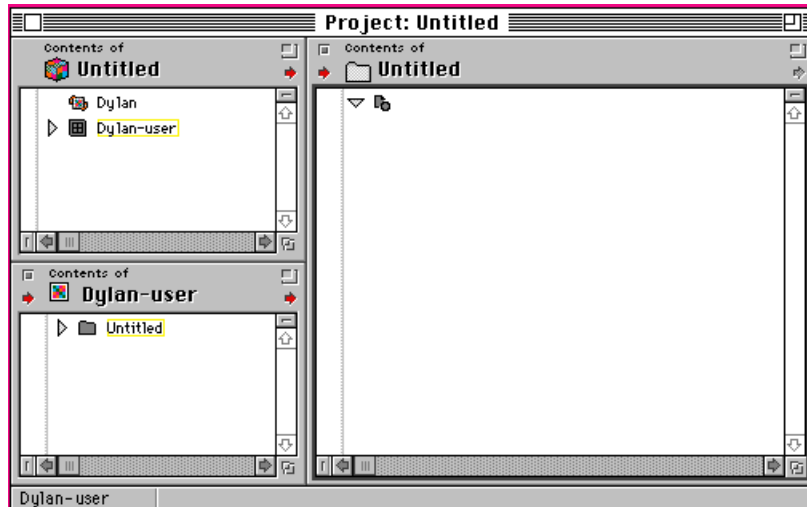 Project: Untitled
Contents of
Untitled
Dylan
Dylan-user
Contents of
Dylan-user
Untitled
Contents of
Untitled
Dylan-user